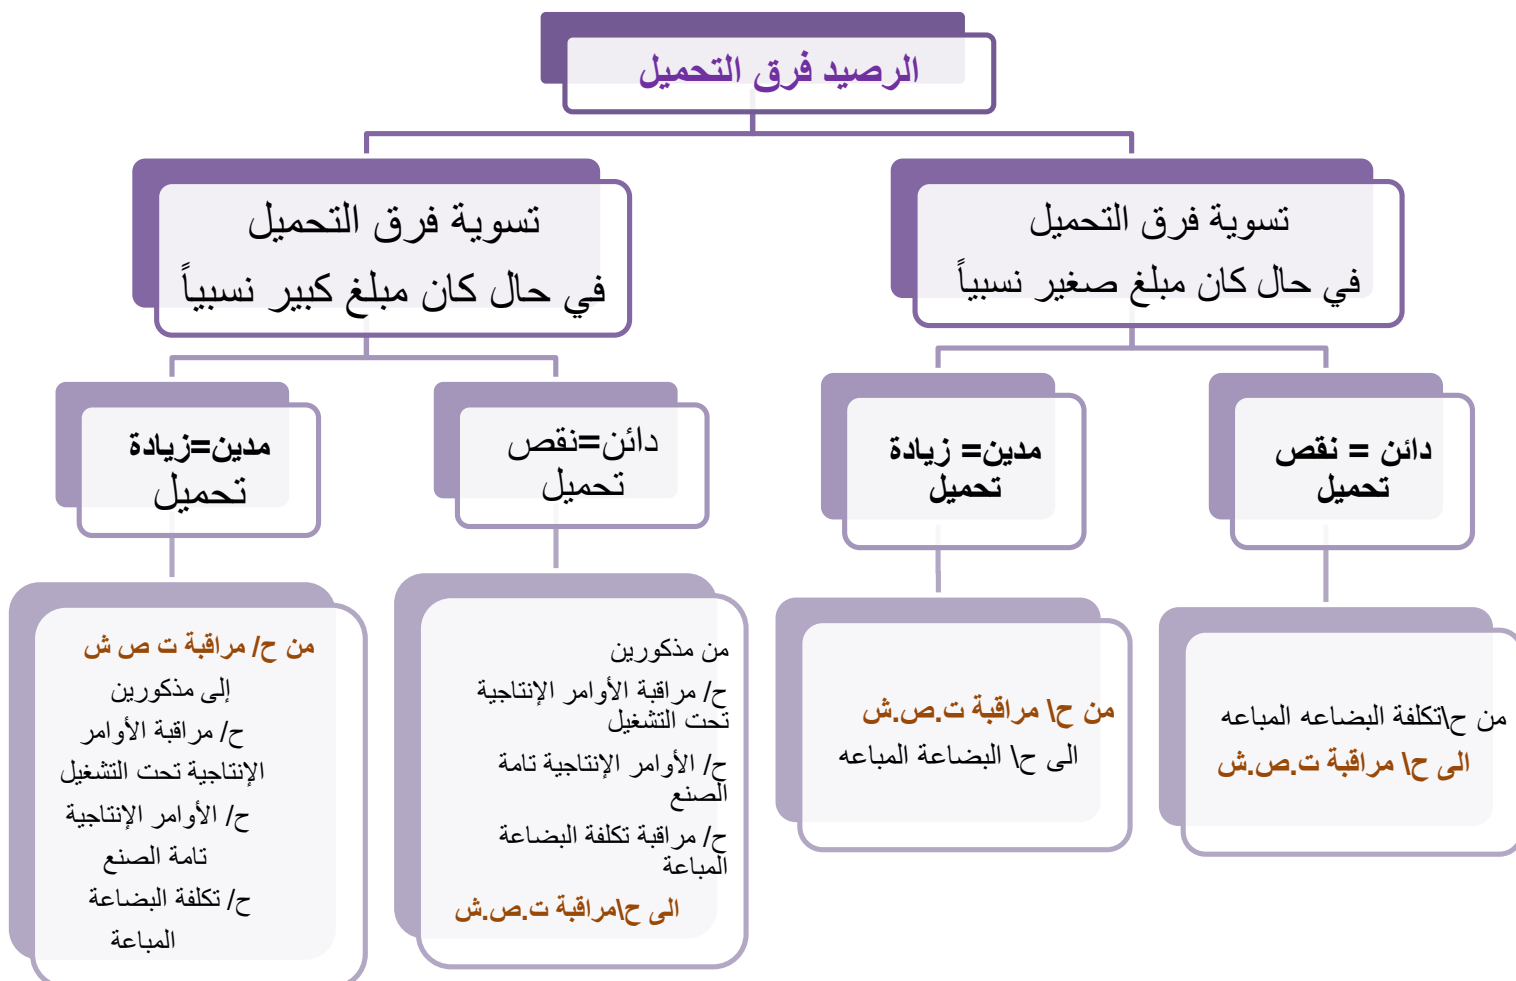 الرصيد فرق التحميل
تسوية فرق التحميل
في حال كان مبلغ صغير نسبياً
تسوية فرق التحميل
في حال كان مبلغ كبير نسبياً
دائن = نقص
تحميل
مدين= زيادة
تحميل
دائن=نقص
تحميل
مدين=زيادة
تحميل
من ح\تكلفة البضاعه المباعه
الى ح\ مراقبة ت.ص.ش
من ح\ مراقبة ت.ص.ش
الى ح\ البضاعة المباعه
من مذكورين
ح/ مراقبة الأوامر الإنتاجية
تحت التشغيل
ح/ الأوامر الإنتاجية تامة
الصنع
ح/ مراقبة تكلفة البضاعة
المباعة
الى ح\مراقبة ت.ص.ش
من ح/ مراقبة ت ص ش
إلى مذكورين
ح/ مراقبة الأوامر
الإنتاجية تحت التشغيل
ح/ الأوامر الإنتاجية
تامة الصنع
ح/ تكلفة البضاعة
المباعة